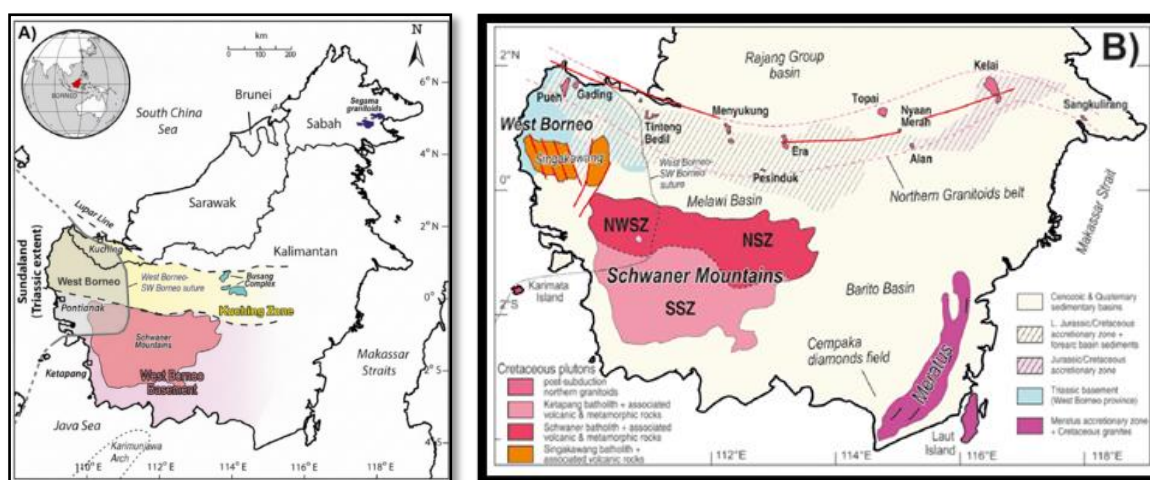 A)
km
0 100 200
N
BORNEO
6°N
4°N
2°N
0°
2°S
4°S
South China
Sea
Brunei
Segama
granitoids
Sabah
Sarawak
Lupar Line
Kuching
Kalimantan
Sundaland
(Triassic extent)
West Borneo
West Borneo-
SW Borneo
suture
Busang
Complex
Kuching Zone
Pontianak
Schwaner
Mountains
West Borneo
Basement
Ketapang
Makassar
Straits
Java Sea
Karimunjawa
Arch
110°E
112°E
114°E
116°E
118°E
B)
2°N
0°
2°S
Rajang Group
basin
Kelai
Pueh
Gading
Menyukung
Topai
Nyaan
Merah
Sangkulirang
West Borneo
Tinteng
Bedil
Era
Alan
Singakawang
West Borneo-
SW Borneo
suture
Pesinduk
Northern Granitoids belt
Melawi Basin
NWSZ
NSZ
Schwaner Mountains
Karimata
Island
SSZ
Barito Basin
Makassar Strait
Cempaka
diamonds field
Meratus
Laut
Island
Cretaceous plutons
post-subduction
northern granitoids
Ketapang batholith + associated
volcanic & metamorphic rocks
Schwaner batholith + associated
volcanic & metamorphic rocks
Singakawang batholith +
associated volcanic rocks
Cenozoic & Quaternary
sedimentary basins
L. Jurassic/Cretaceous
accretionary zone +
forearc basin sediments
Jurassic/Cretaceous
accretionary zone
Triassic basement
(West Borneo province)
Meratus accretionary zone
+ Cretaceous granites
112°E
114°E
116°E
118°E